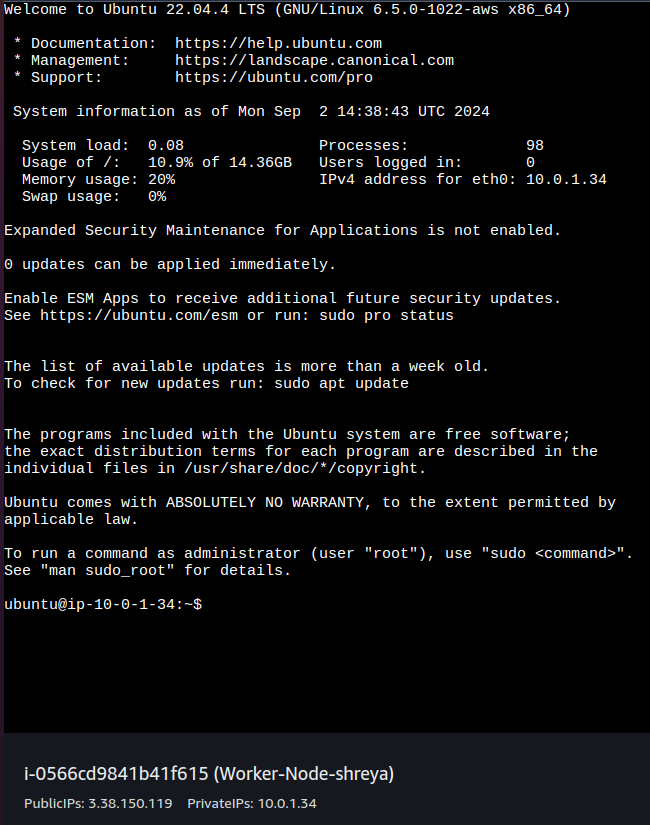 Welcome to Ubuntu 22.04.4 LTS (GNU/Linux 6.5.0-1022-aws x86_64)
* Documentation:  https://help.ubuntu.com
* Management:     https://landscape.canonical.com
* Support:        https://ubuntu.com/pro
System information as of Mon Sep  2 14:38:43 UTC 2024
System load:  0.08               Processes:             98
Usage of /:   10.9% of 14.36GB   Users logged in:       0
Memory usage: 20%                IPv4 address for eth0: 10.0.1.34
Swap usage:   0%
Expanded Security Maintenance for Applications is not enabled.
0 updates can be applied immediately.
Enable ESM Apps to receive additional future security updates.
See https://ubuntu.com/esm or run: sudo pro status
The list of available updates is more than a week old.
To check for new updates run: sudo apt update
The programs included with the Ubuntu system are free software;
the exact distribution terms for each program are described in the
individual files in /usr/share/doc/*/copyright.
Ubuntu comes with ABSOLUTELY NO WARRANTY, to the extent permitted by
applicable law.
To run a command as administrator (user "root"), use "sudo <command>".
See "man sudo_root" for details.
ubuntu@ip-10-0-1-34:~$
i-0566cd9841b41f615 (Worker-Node-shreya)
PublicIPs: 3.38.150.119    PrivateIPs: 10.0.1.34